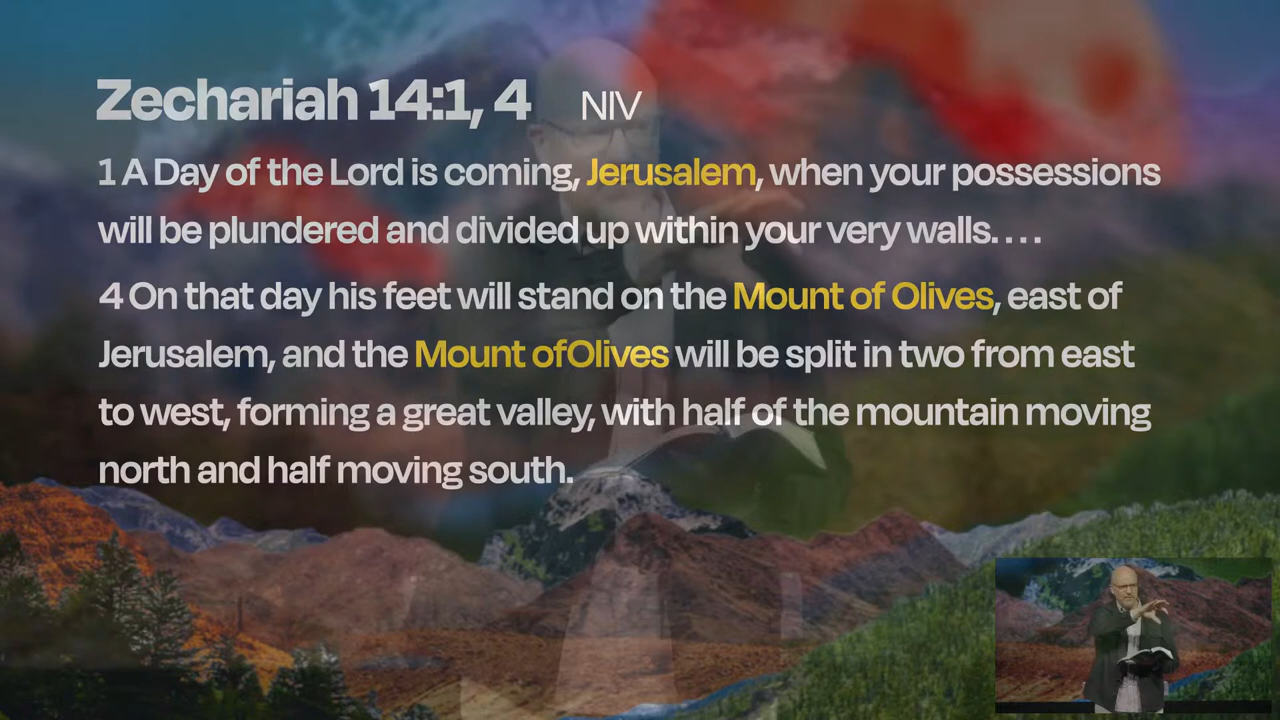 Zechariah 14:1, 4 NIV
1 A Day of the Lord is coming, Jerusalem, when your possessions
will be plundered and divided up within your very walls. . . .
4 On that day his feet will stand on the Mount of Olives, east of
Jerusalem, and the Mount ofOlives will be split in two from east
to west, forming a great valley, with half of the mountain moving
north and half moving south.